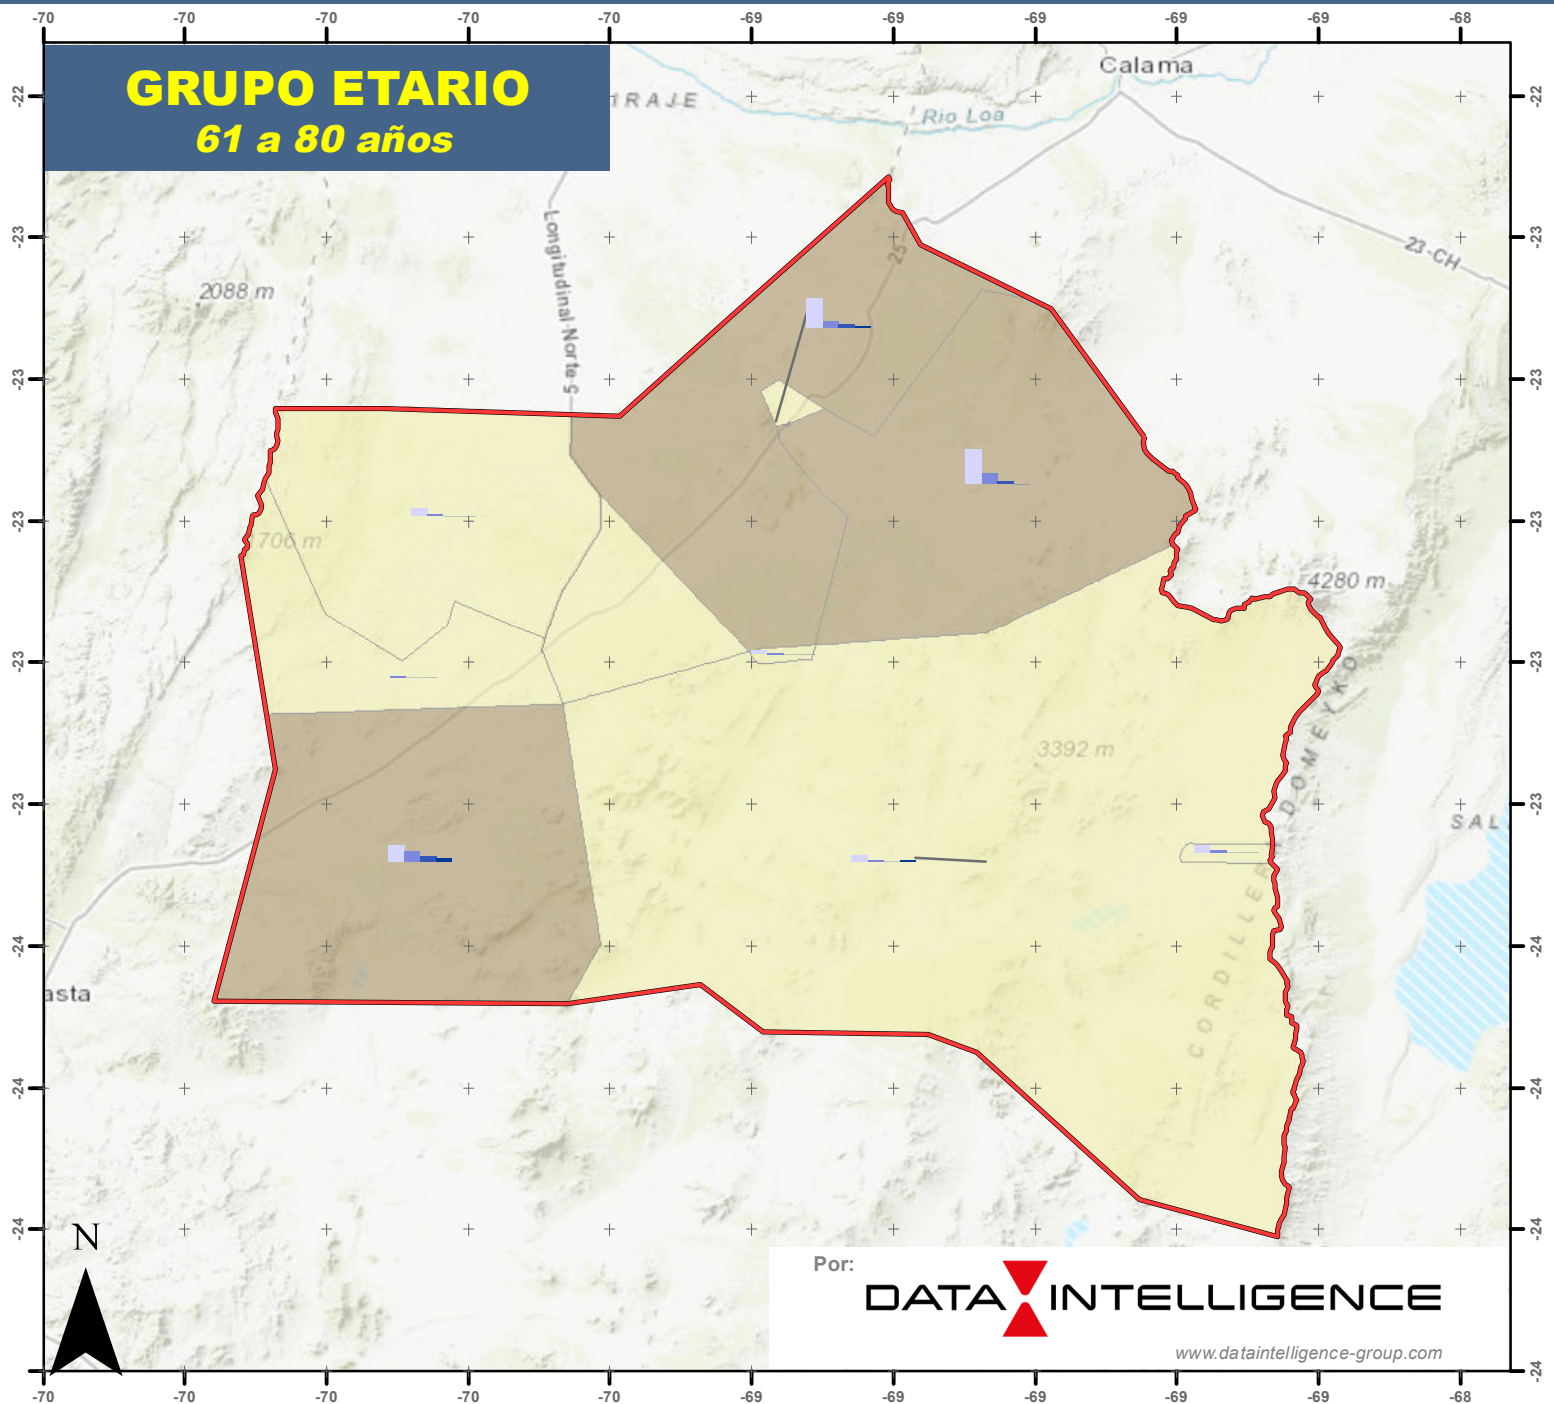 -70 -70 -70 -70 -70 -69 -69 -69 -69 -69 -68
GRUPO ETARIO
61 a 80 años
Calama
IRAJE
Rio Loa
-22 -22
25
23-CH
-23 -23
2088 m
Longitudinal-Norte-5
-23 -23
-23 -23
1706 m
4280 m
-23 -23
3392 m
DOMEYKO
-23 -23
SAL
CORDILLER
-24 -24
asta
-24 -24
-24 -24
N
Por:
DATA INTELLIGENCE
www.dataintelligence-group.com
-24
-70 -70 -70 -70 -70 -69 -69 -69 -69 -69 -68